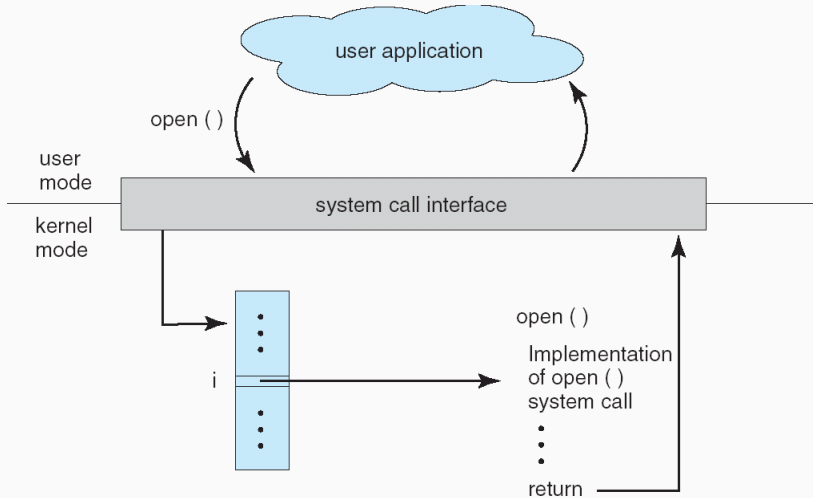 user application
open ( )
user
mode
system call interface
kernel
mode
open ( )
Implementation
i
of open ( )
system call
return